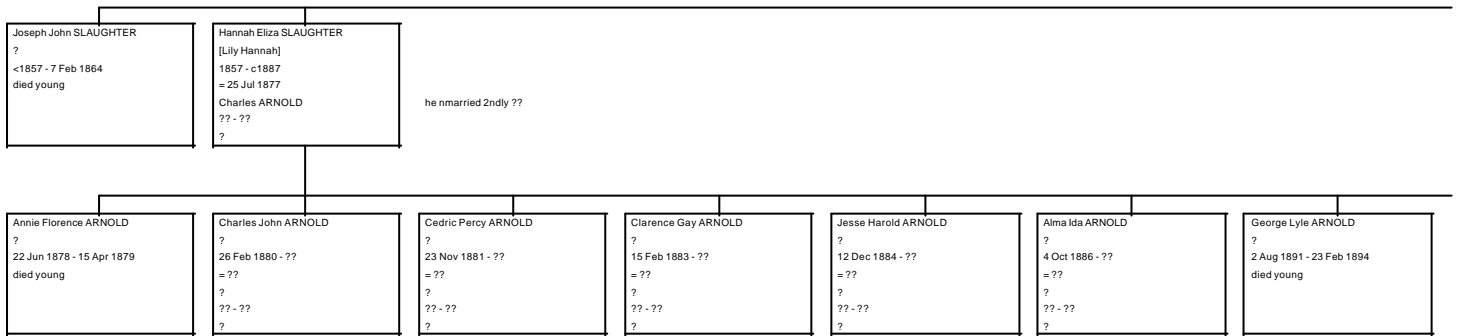 Joseph John SLAUGHTER
?
<1857 - 7 Feb 1864
died young
Hannah Eliza SLAUGHTER
[Lily Hannah]
1857 - c1887
= 25 Jul 1877
Charles ARNOLD
?? - ??
?
he nmarried 2ndly ??
Annie Florence ARNOLD
?
22 Jun 1878 - 15 Apr 1879
died young
Charles John ARNOLD
?
26 Feb 1880 - ??
= ??
?
?? - ??
?
Cedric Percy ARNOLD
?
23 Nov 1881 - ??
= ??
?
?? - ??
?
Clarence Gay ARNOLD
?
15 Feb 1883 - ??
= ??
?
?? - ??
?
Jesse Harold ARNOLD
?
12 Dec 1884 - ??
= ??
?
?? - ??
?
Alma Ida ARNOLD
?
4 Oct 1886 - ??
= ??
?
?? - ??
?
George Lyle ARNOLD
?
2 Aug 1891 - 23 Feb 1894
died young